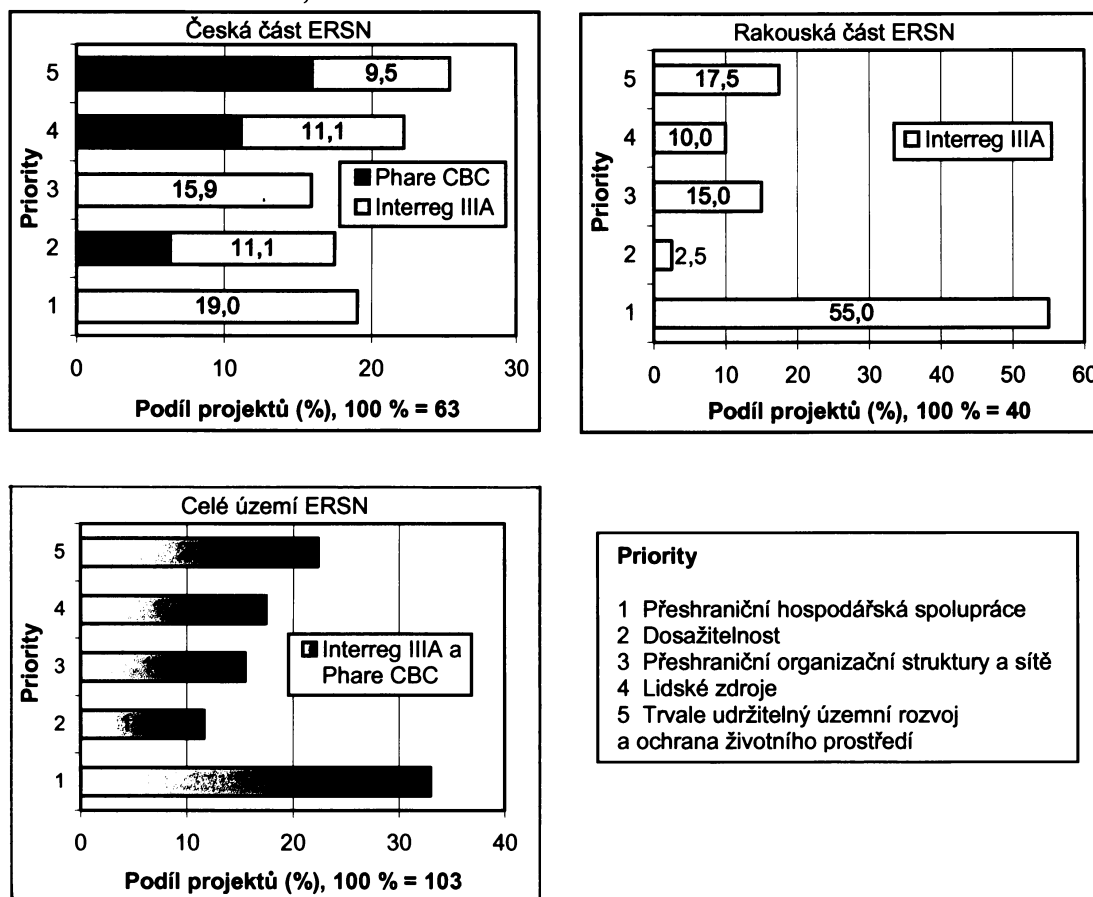 Česká část ERSN
Priority
5
9,5
4
11,1
3
15,9
2
11,1
1
19,0
Phare CBC
Interreg IIIA
0 10 20 30
Podíl projektů (%), 100 % = 63
Rakouská část ERSN
Priority
5
17,5
4
10,0
3
15,0
2
2,5
1
55,0
Interreg IIIA
0 10 20 30 40 50 60
Podíl projektů (%), 100 % = 40
Celé území ERSN
Priority
5
4
3
2
1
Interreg IIIA a
Phare CBC
0 10 20 30 40
Podíl projektů (%), 100 % = 103
Priority
1 Přeshraniční hospodářská spolupráce
2 Dosažitelnost
3 Přeshraniční organizační struktury a sítě
4 Lidské zdroje
5 Trvale udržitelný územní rozvoj
a ochrana životního prostředí